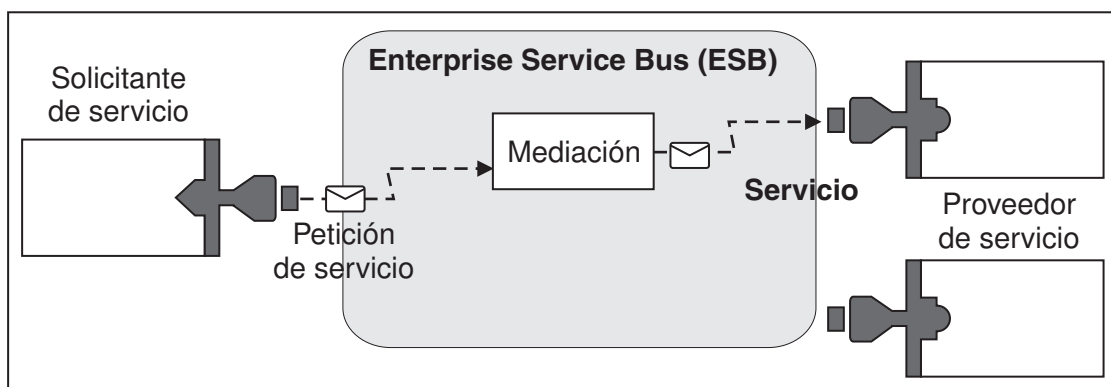 Enterprise Service Bus (ESB)
Solicitante
de servicio
Mediación
Servicio
Petición
de servicio
Proveedor
de servicio